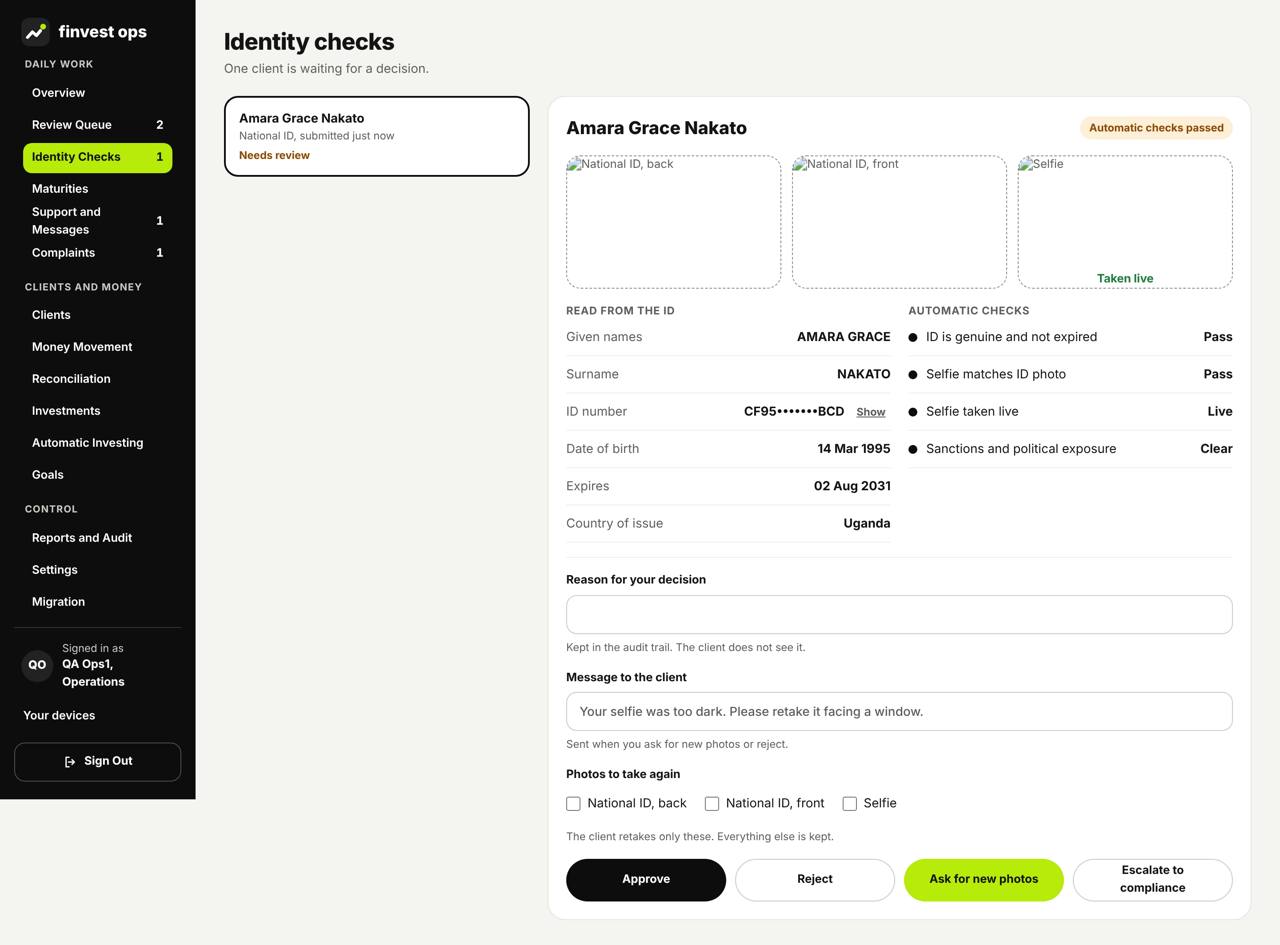 finvest ops
DAILY WORK
Overview
Review Queue 2
Identity Checks 1
Maturities
Support and
Messages 1
Complaints 1
CLIENTS AND MONEY
Clients
Money Movement
Reconciliation
Investments
Automatic Investing
Goals
CONTROL
Reports and Audit
Settings
Migration
QO
Signed in as
QA Ops1,
Operations
Your devices
Sign Out
Identity checks
One client is waiting for a decision.
Amara Grace Nakato
National ID, submitted just now
Needs review
Amara Grace Nakato
Automatic checks passed
National ID, back
National ID, front
Selfie
Taken live
READ FROM THE ID
Given names AMARA GRACE
Surname NAKATO
ID number CF95•••••••BCD Show
Date of birth 14 Mar 1995
Expires 02 Aug 2031
Country of issue Uganda
AUTOMATIC CHECKS
ID is genuine and not expired Pass
Selfie matches ID photo Pass
Selfie taken live Live
Sanctions and political exposure Clear
Reason for your decision
Kept in the audit trail. The client does not see it.
Message to the client
Your selfie was too dark. Please retake it facing a window.
Sent when you ask for new photos or reject.
Photos to take again
National ID, back National ID, front Selfie
The client retakes only these. Everything else is kept.
Approve
Reject
Ask for new photos
Escalate to
compliance